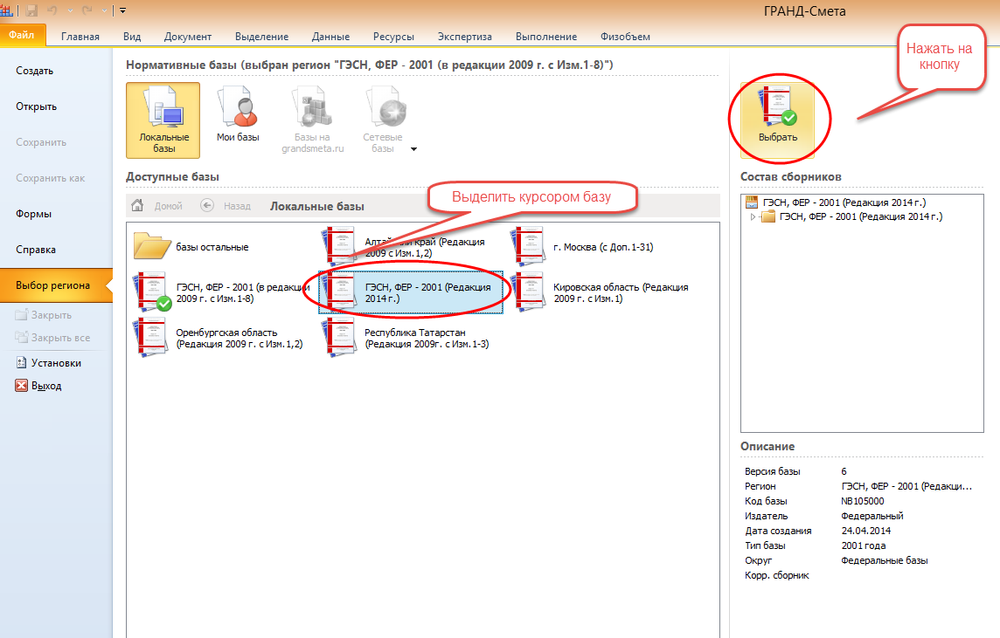 ГРАНД-Смета
Файл
Главная
Вид
Документ
Выделение
Данные
Ресурсы
Экспертиза
Выполнение
Физобъем
Создать
Открыть
Сохранить
Сохранить как
Формы
Справка
Выбор региона
Закрыть
Закрыть все
Установки
Выход
Нормативные базы (выбран регион "ГЭСН, ФЕР - 2001 (в редакции 2009 г. с Изм.1-8)")
Локальные
базы
Мои базы
Базы на
grandsmeta.ru
Сетевые
базы
Нажать на
кнопку
Выбрать
Доступные базы
Домой
Назад
Локальные базы
Выделить курсором базу
базы остальные
Алтайский край (Редакция
2009 с Изм.1,2)
г. Москва (с Доп.1-31)
ГЭСН, ФЕР - 2001 (в редакции
2009 г. с Изм.1-8)
ГЭСН, ФЕР - 2001 (Редакция
2014 г.)
Кировская область (Редакция
2009 г. с Изм.1)
Оренбургская область
(Редакция 2009 г. с Изм.1,2)
Республика Татарстан
(Редакция 2009г. с Изм.1-3)
Состав сборников
ГЭСН, ФЕР - 2001 (Редакция 2014 г.)
ГЭСН, ФЕР - 2001 (Редакция 2014 г.)
Описание
Версия базы 6
Регион ГЭСН, ФЕР - 2001 (Редакци...
Код базы NB105000
Издатель Федеральный
Дата создания 24.04.2014
Тип базы 2001 года
Округ Федеральные базы
Корр. сборник